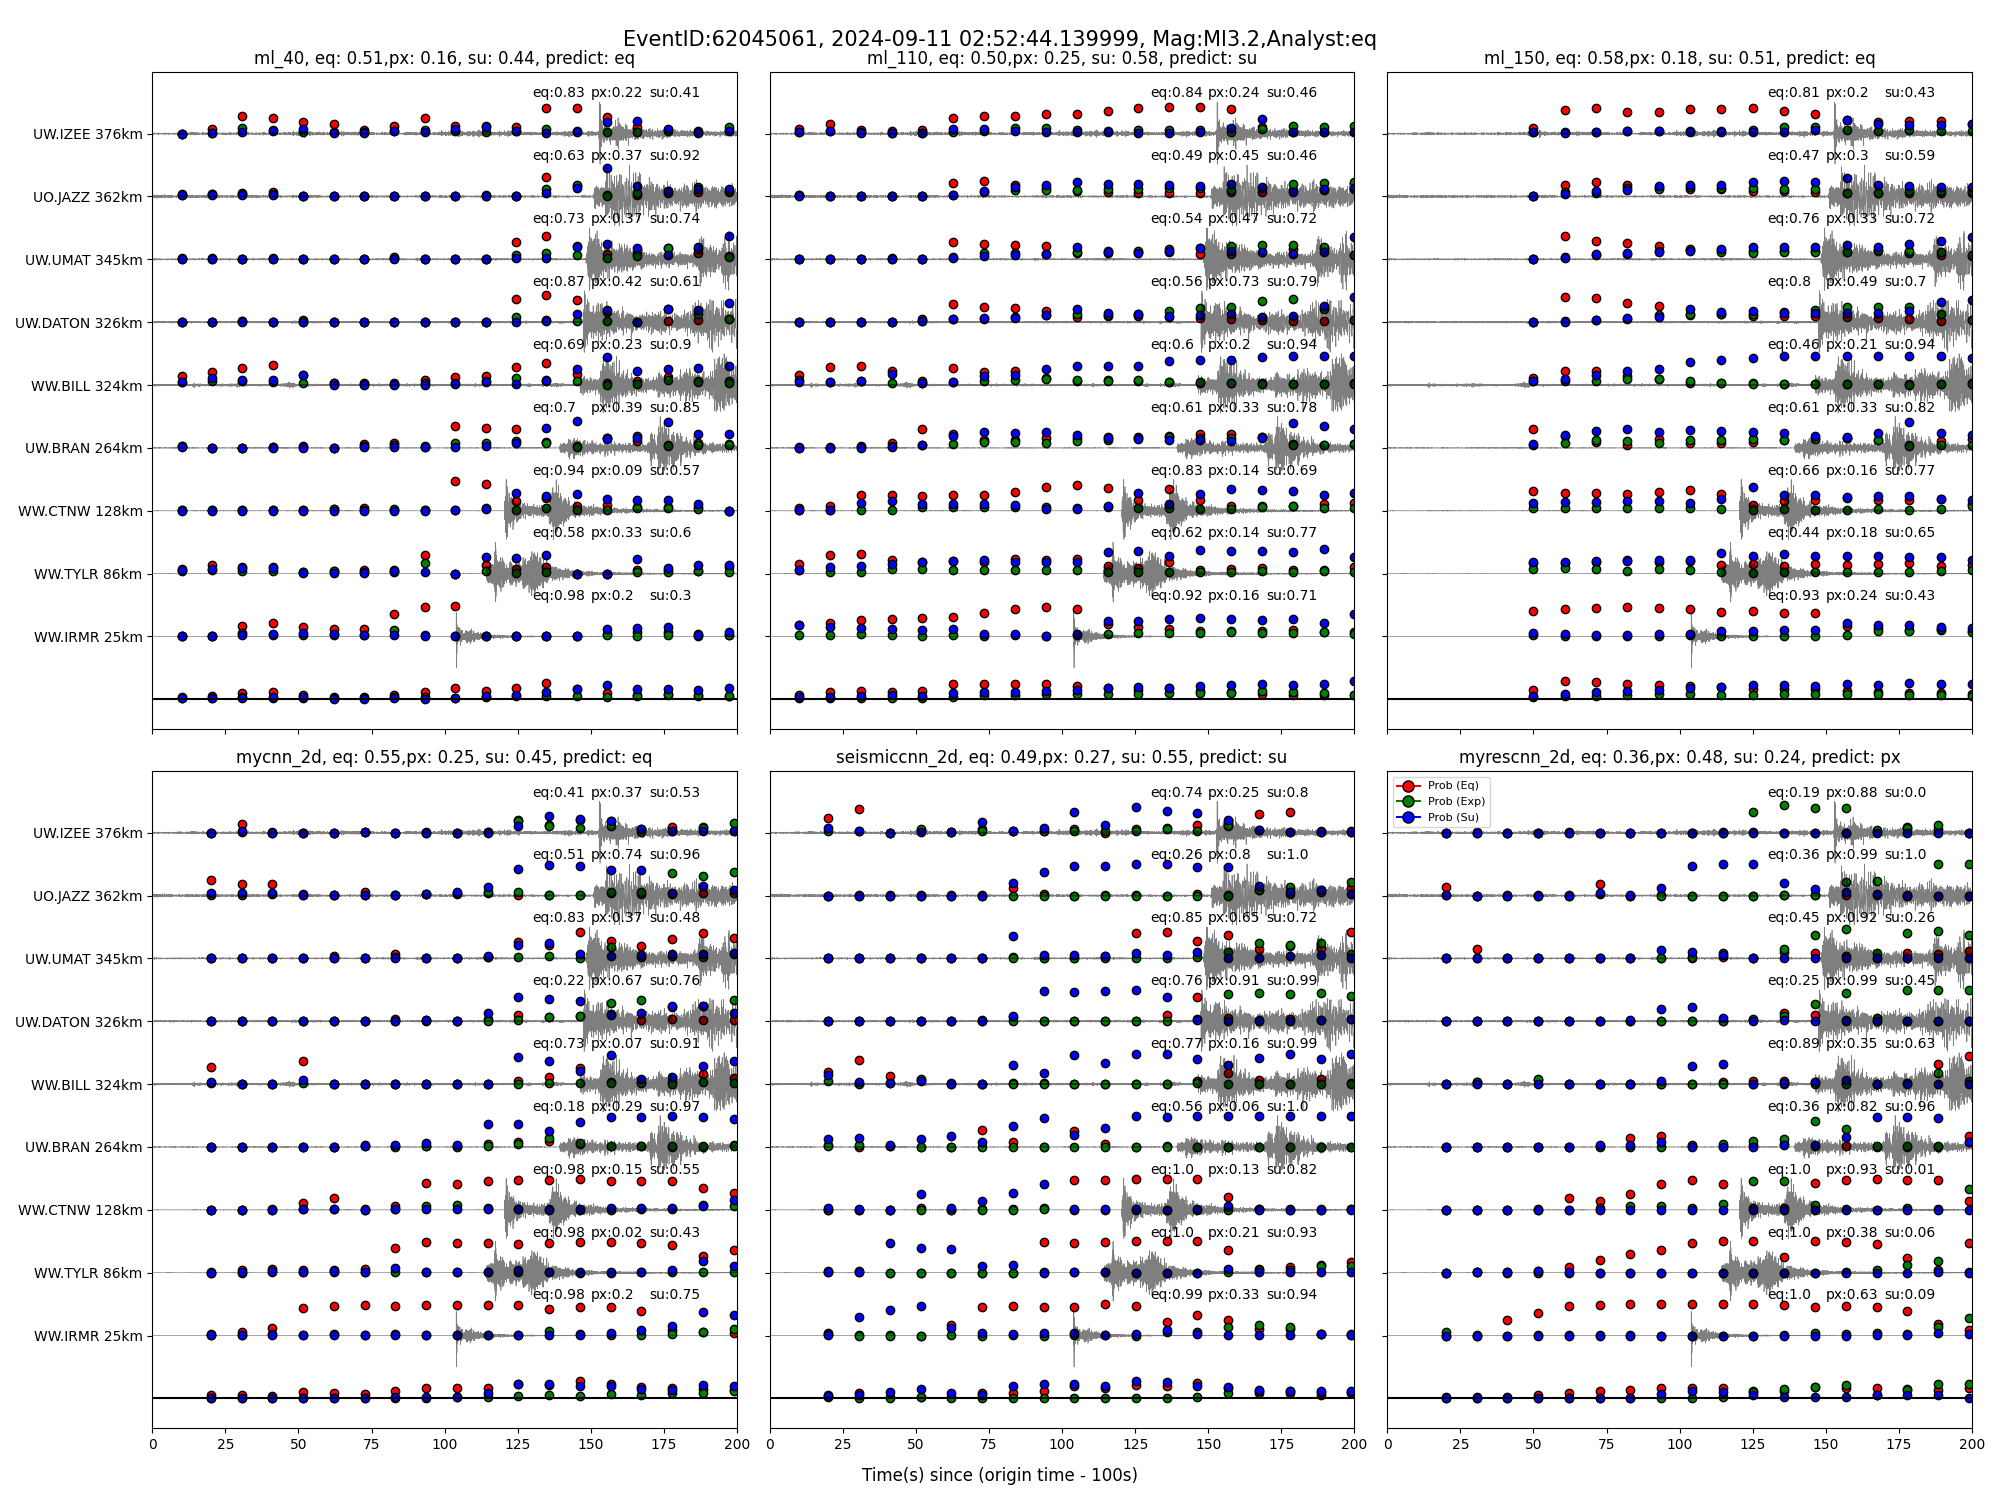 EventID:62045061, 2024-09-11 02:52:44.139999, Mag:Ml3.2,Analyst:eq
ml_40, eq: 0.51,px: 0.16, su: 0.44, predict: eq
eq:0.83 px:0.22 su:0.41
UW.IZEE 376km
eq:0.63 px:0.37 su:0.92
UO.JAZZ 362km
eq:0.73 px:0.37 su:0.74
UW.UMAT 345km
eq:0.87 px:0.42 su:0.61
UW.DATON 326km
eq:0.69 px:0.23 su:0.9
WW.BILL 324km
eq:0.7 px:0.39 su:0.85
UW.BRAN 264km
eq:0.94 px:0.09 su:0.57
WW.CTNW 128km
eq:0.58 px:0.33 su:0.6
WW.TYLR 86km
eq:0.98 px:0.2 su:0.3
WW.IRMR 25km
ml_110, eq: 0.50,px: 0.25, su: 0.58, predict: su
eq:0.84 px:0.24 su:0.46
eq:0.49 px:0.45 su:0.46
eq:0.54 px:0.47 su:0.72
eq:0.56 px:0.73 su:0.79
eq:0.6 px:0.2 su:0.94
eq:0.61 px:0.33 su:0.78
eq:0.83 px:0.14 su:0.69
eq:0.62 px:0.14 su:0.77
eq:0.92 px:0.16 su:0.71
ml_150, eq: 0.58,px: 0.18, su: 0.51, predict: eq
eq:0.81 px:0.2 su:0.43
eq:0.47 px:0.3 su:0.59
eq:0.76 px:0.33 su:0.72
eq:0.8 px:0.49 su:0.7
eq:0.46 px:0.21 su:0.94
eq:0.61 px:0.33 su:0.82
eq:0.66 px:0.16 su:0.77
eq:0.44 px:0.18 su:0.65
eq:0.93 px:0.24 su:0.43
mycnn_2d, eq: 0.55,px: 0.25, su: 0.45, predict: eq
eq:0.41 px:0.37 su:0.53
UW.IZEE 376km
eq:0.51 px:0.74 su:0.96
UO.JAZZ 362km
eq:0.83 px:0.37 su:0.48
UW.UMAT 345km
eq:0.22 px:0.67 su:0.76
UW.DATON 326km
eq:0.73 px:0.07 su:0.91
WW.BILL 324km
eq:0.18 px:0.29 su:0.97
UW.BRAN 264km
eq:0.98 px:0.15 su:0.55
WW.CTNW 128km
eq:0.98 px:0.02 su:0.43
WW.TYLR 86km
eq:0.98 px:0.2 su:0.75
WW.IRMR 25km
0 25 50 75 100 125 150 175 200
seismiccnn_2d, eq: 0.49,px: 0.27, su: 0.55, predict: su
eq:0.74 px:0.25 su:0.8
eq:0.26 px:0.8 su:1.0
eq:0.85 px:0.65 su:0.72
eq:0.76 px:0.91 su:0.99
eq:0.77 px:0.16 su:0.99
eq:0.56 px:0.06 su:1.0
eq:1.0 px:0.13 su:0.82
eq:1.0 px:0.21 su:0.93
eq:0.99 px:0.33 su:0.94
0 25 50 75 100 125 150 175 200
myrescnn_2d, eq: 0.36,px: 0.48, su: 0.24, predict: px
Prob (Eq)
Prob (Exp)
Prob (Su)
eq:0.19 px:0.88 su:0.0
eq:0.36 px:0.99 su:1.0
eq:0.45 px:0.92 su:0.26
eq:0.25 px:0.99 su:0.45
eq:0.89 px:0.35 su:0.63
eq:0.36 px:0.82 su:0.96
eq:1.0 px:0.93 su:0.01
eq:1.0 px:0.38 su:0.06
eq:1.0 px:0.63 su:0.09
0 25 50 75 100 125 150 175 200
Time(s) since (origin time - 100s)